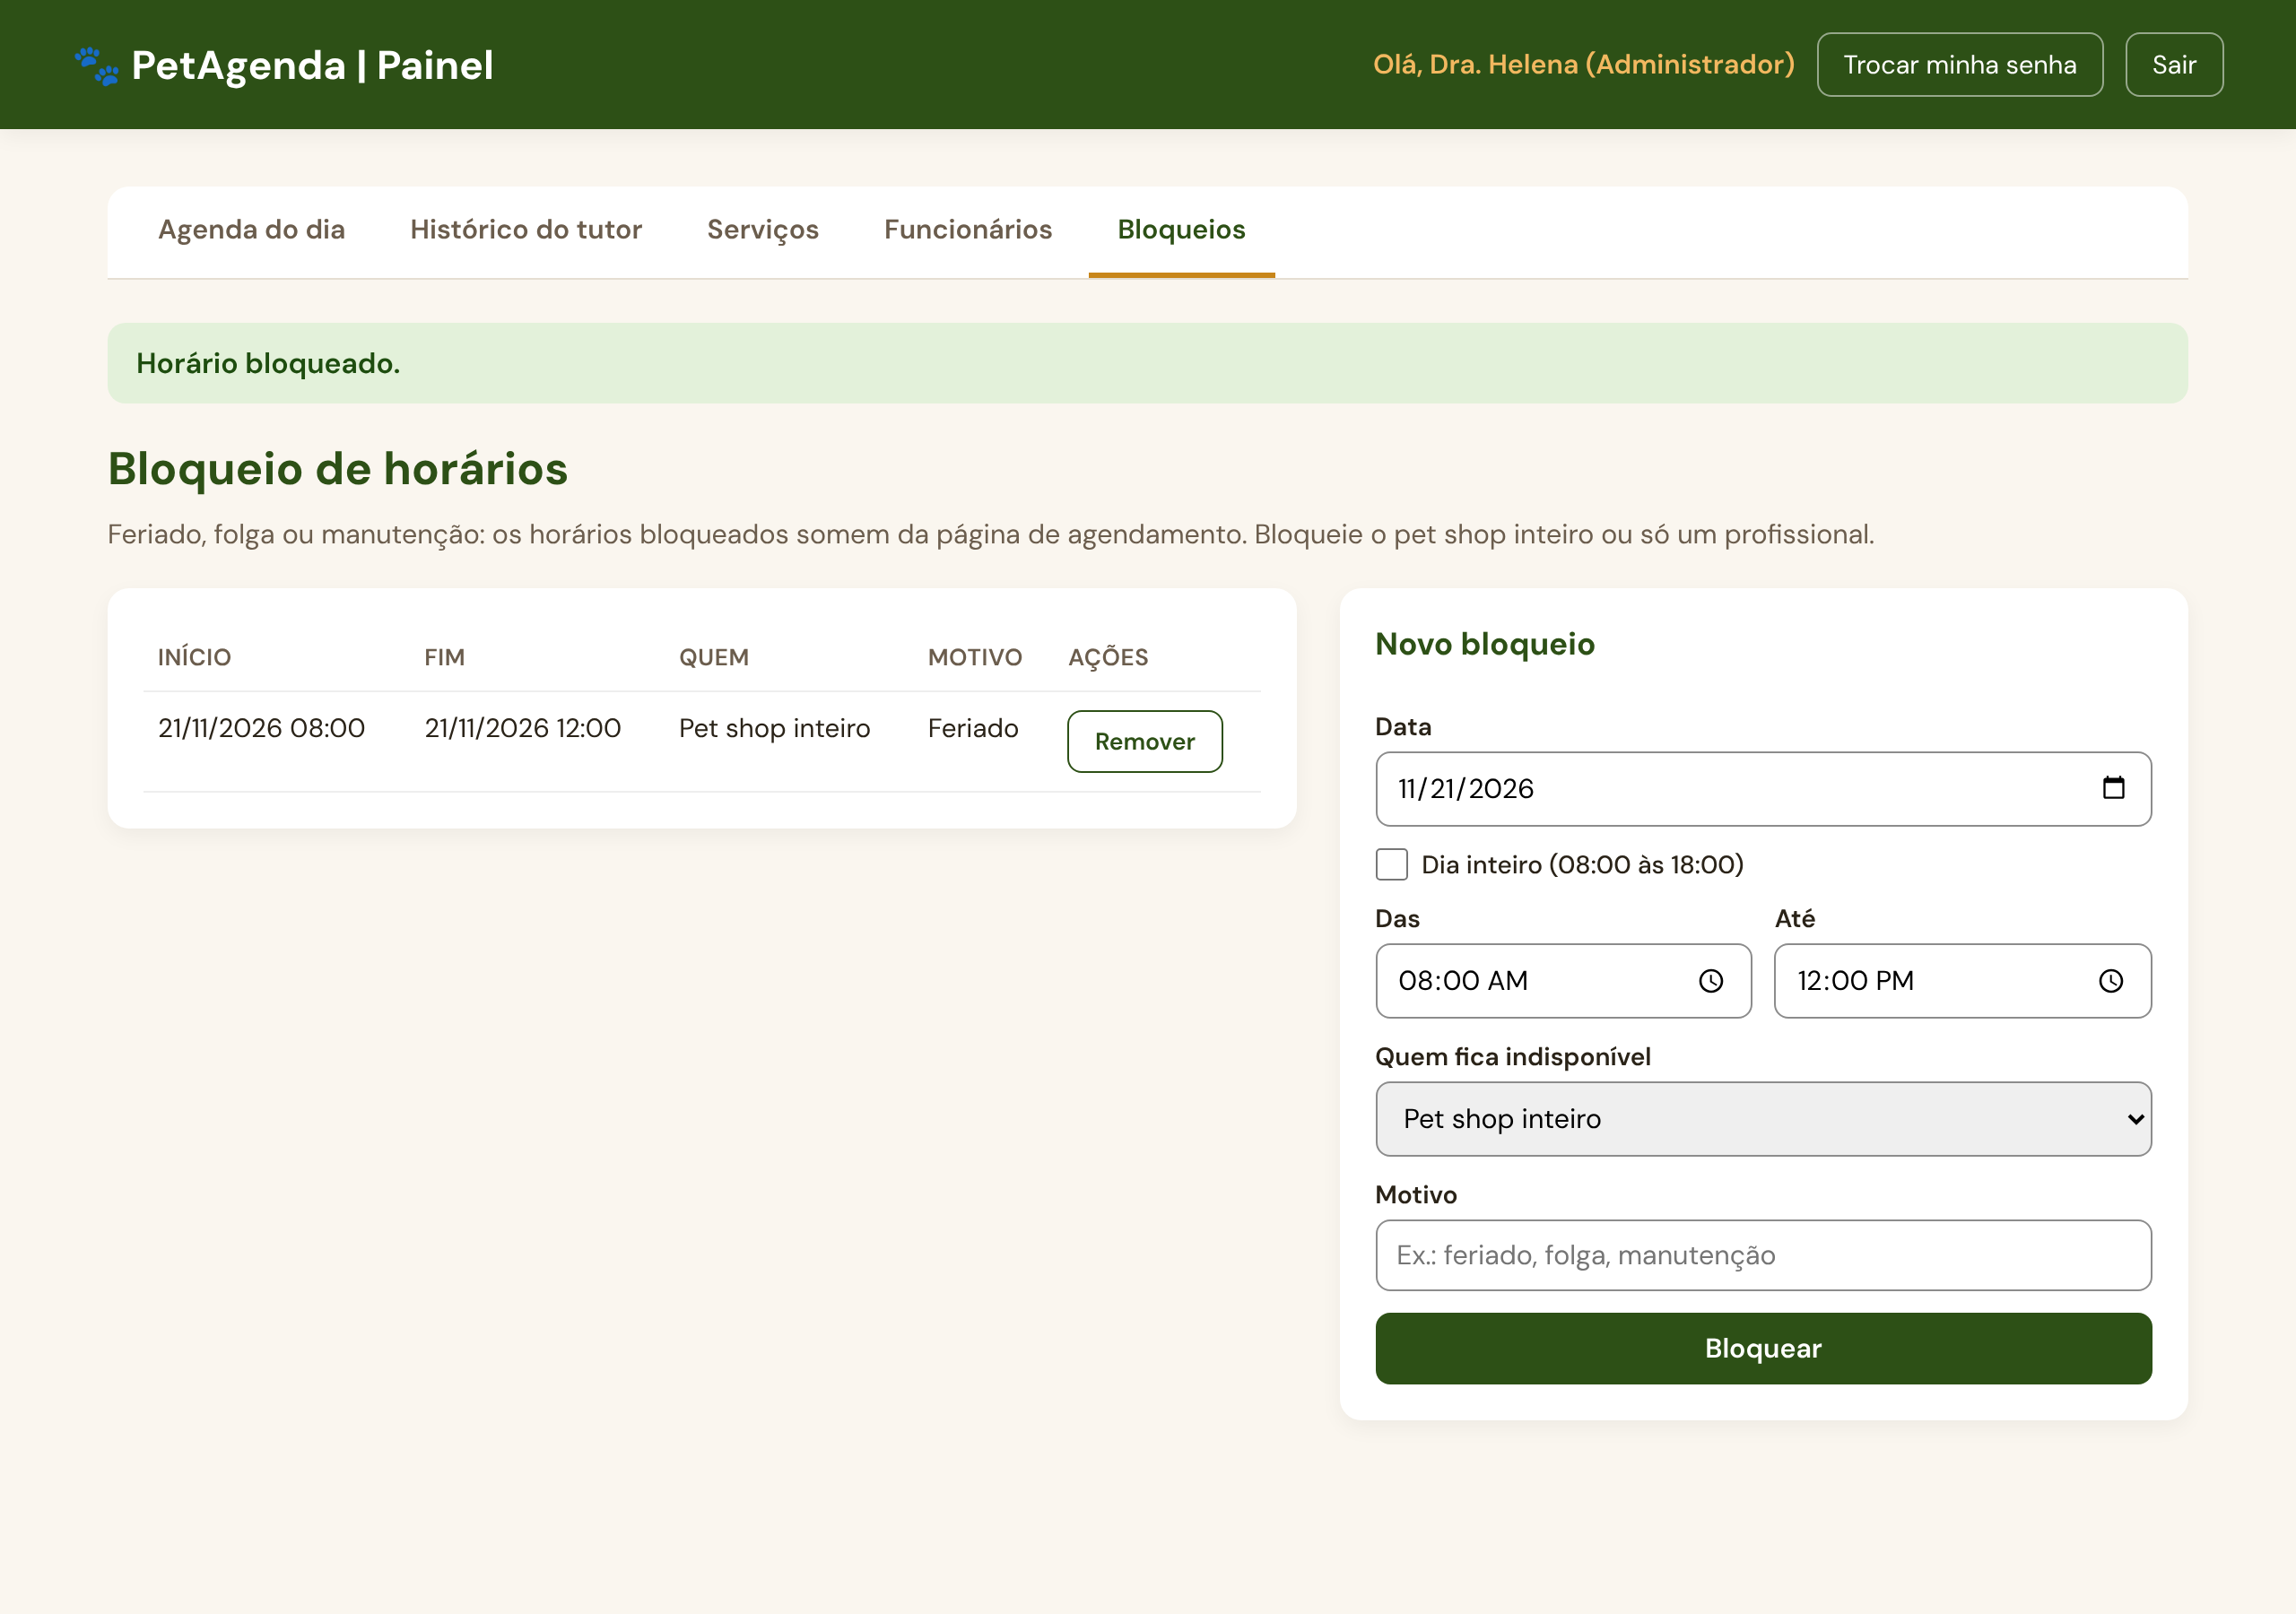 PetAgenda | Painel
Olá, Dra. Helena (Administrador)
Trocar minha senha
Sair
Agenda do dia
Histórico do tutor
Serviços
Funcionários
Bloqueios
Horário bloqueado.
Bloqueio de horários
Feriado, folga ou manutenção: os horários bloqueados somem da página de agendamento. Bloqueie o pet shop inteiro ou só um profissional.
INÍCIO FIM QUEM MOTIVO AÇÕES
21/11/2026 08:00 21/11/2026 12:00 Pet shop inteiro Feriado Remover
Novo bloqueio
Data
11/21/2026
Dia inteiro (08:00 às 18:00)
Das Até
08:00 AM 12:00 PM
Quem fica indisponível
Pet shop inteiro
Motivo
Ex.: feriado, folga, manutenção
Bloquear